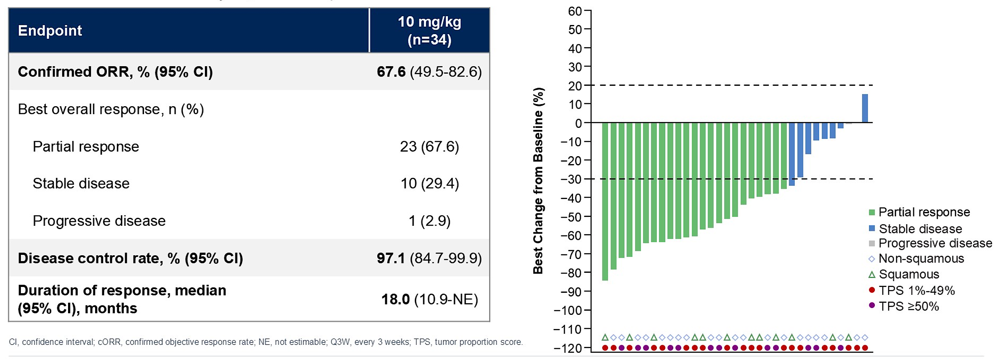 Endpoint
10 mg/kg
(n=34)
Confirmed ORR, % (95% CI)
67.6 (49.5-82.6)
Best overall response, n (%)
Partial response
23 (67.6)
Stable disease
10 (29.4)
Progressive disease
1 (2.9)
Disease control rate, % (95% CI)
97.1 (84.7-99.9)
Duration of response, median
(95% CI), months
18.0 (10.9-NE)
CI, confidence interval; cORR, confirmed objective response rate; NE, not estimable; Q3W, every 3 weeks; TPS, tumor proportion score.
Best Change from Baseline (%)
60
50
40
30
20
10
0
−10
−20
−30
−40
−50
−60
−70
−80
−90
−100
−110
−120
Partial response
Stable disease
Progressive disease
Non-squamous
Squamous
TPS 1%-49%
TPS ≥50%